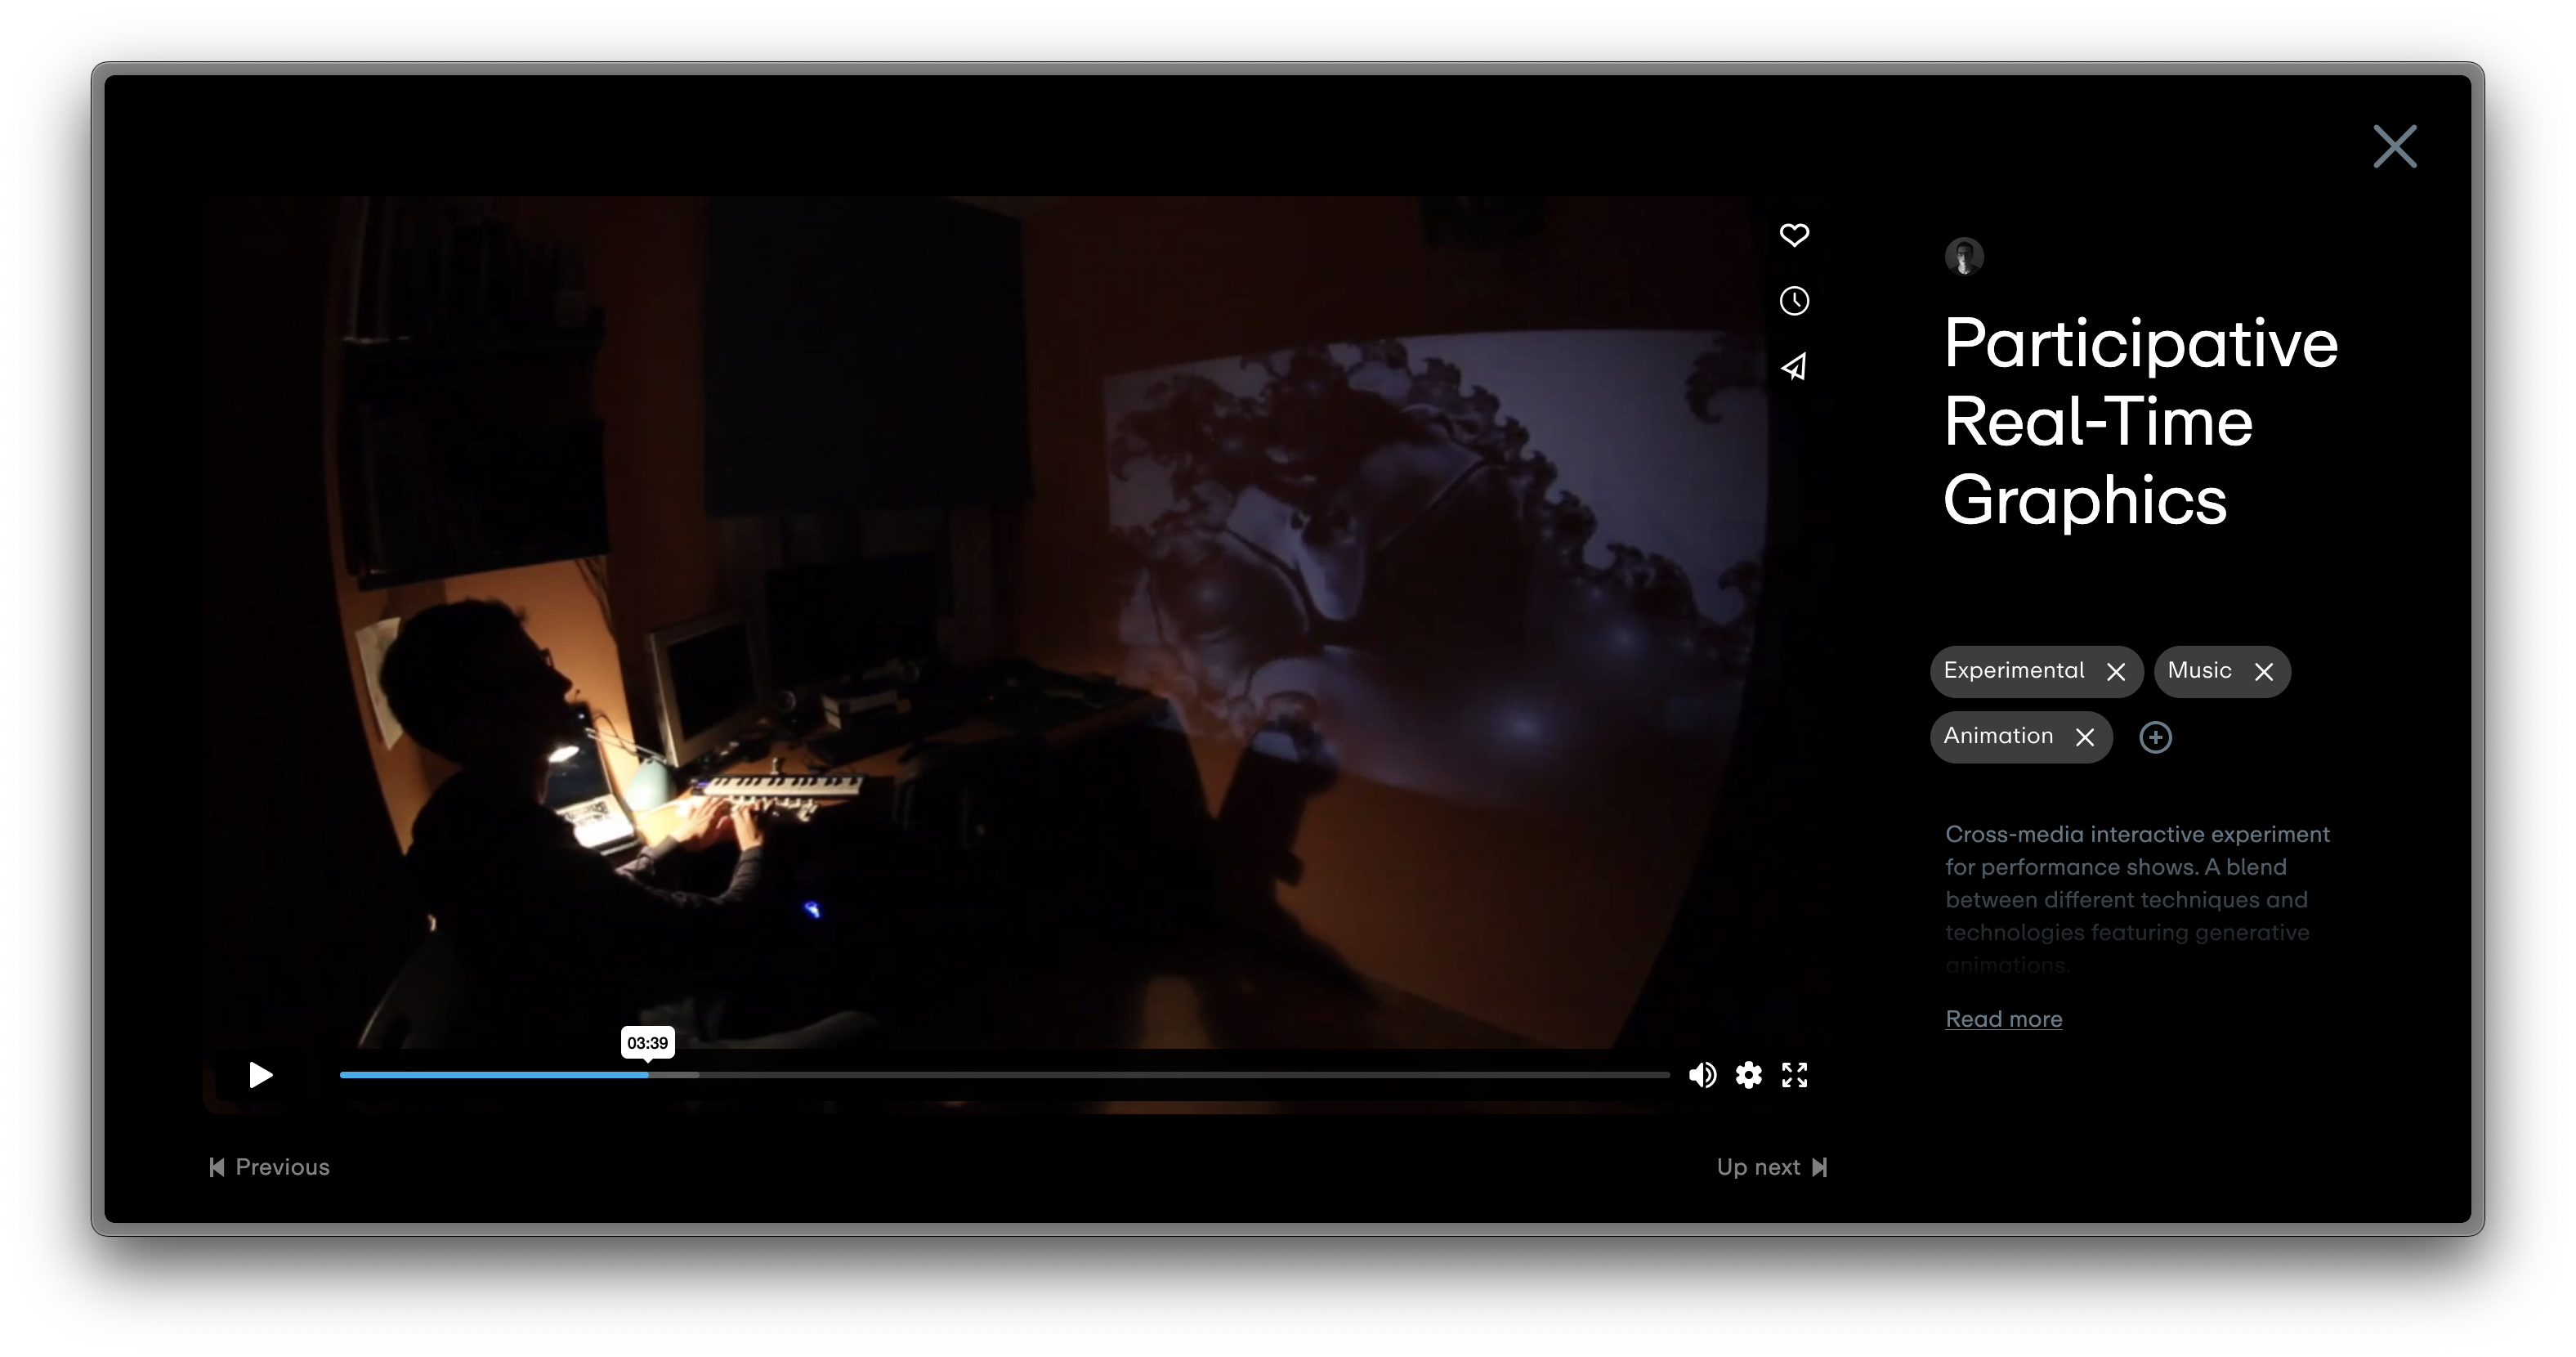 Participative
Real-Time
Graphics
Experimental
Music
Animation
Cross-media interactive experiment
for performance shows. A blend
between different techniques and
technologies featuring generative
animations.
Read more
03:39
Previous
Up next